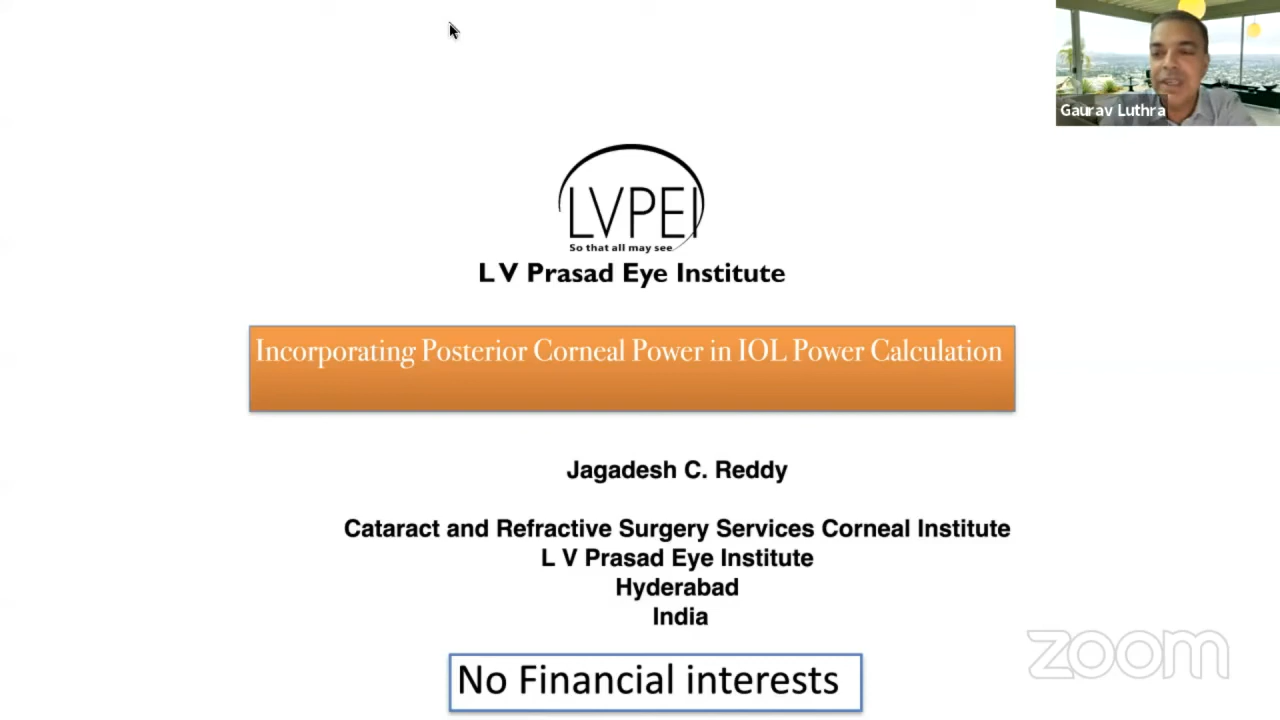 Gaurav Luthra
LVPEI
So that all may see
L V Prasad Eye Institute
Incorporating Posterior Corneal Power in IOL Power Calculation
Jagadesh C. Reddy
Cataract and Refractive Surgery Services Corneal Institute
L V Prasad Eye Institute
Hyderabad
India
zoom
No Financial interests